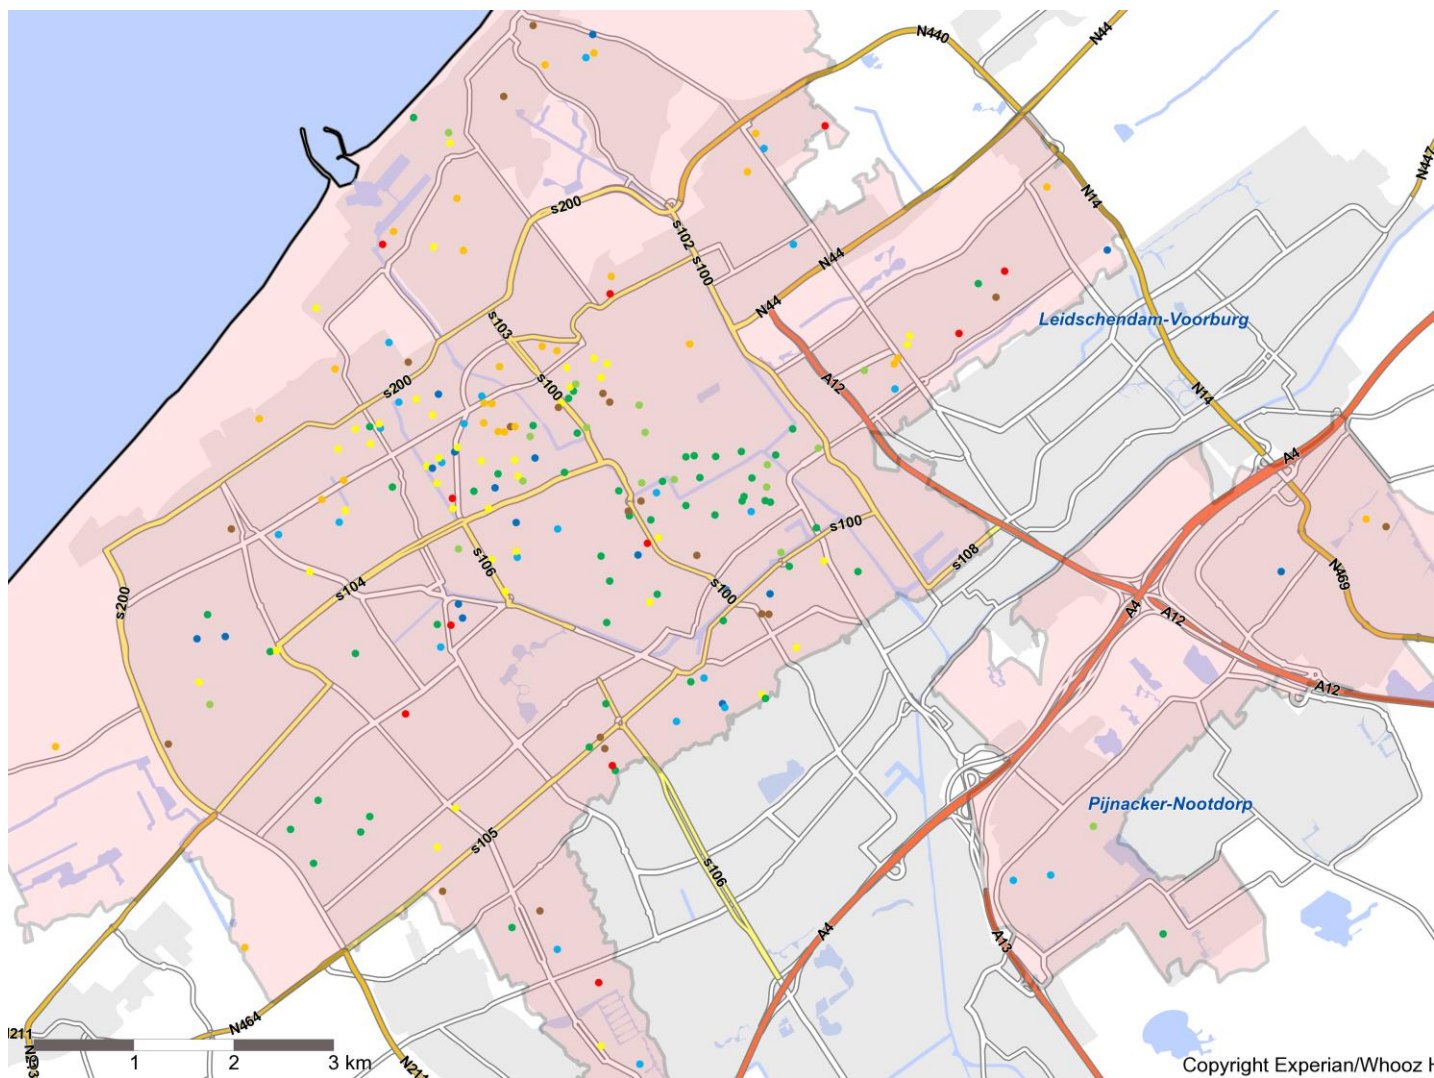 N440
N44
N447
s200
N14
s102
s100
N44
N44
s103
Leidschendam-Voorburg
s200
s100
A12
N14
A4
s100
s106
s108
s104
s100
N469
s200
A4
A12
A12
Pijnacker-Nootdorp
s105
s106
A4
A13
N464
N211
1 2 3 km
Copyright Experian/Whooz